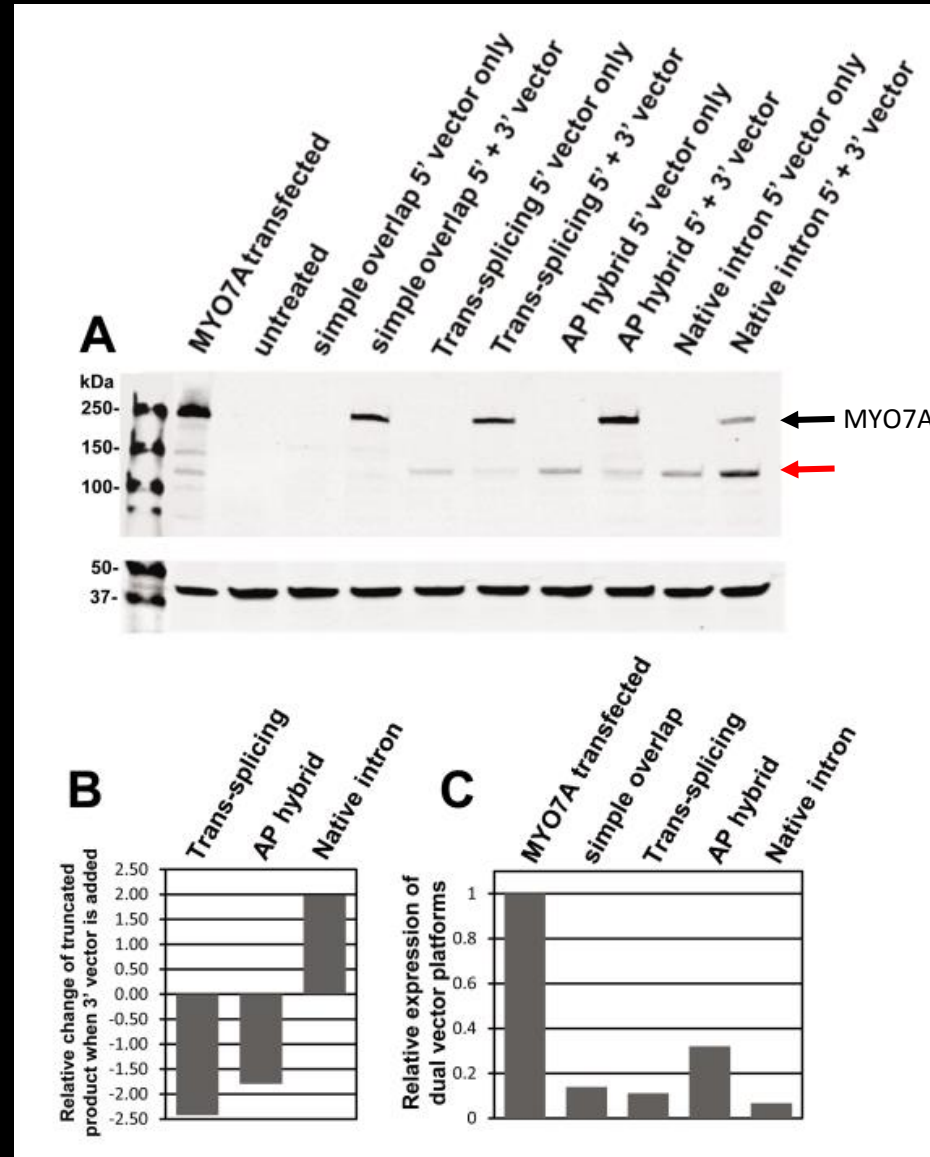 A
MYO7A transfected
untreated
simple overlap 5' vector only
simple overlap 5' + 3' vector
Trans-splicing 5' vector only
Trans-splicing 5' + 3' vector
AP hybrid 5' vector only
AP hybrid 5' + 3' vector
Native intron 5' vector only
Native intron 5' + 3' vector
kDa
250-
150-
100-
MYO7A
50-
37-
B
Trans-splicing
AP hybrid
Native intron
Relative change of truncated
product when 3' vector is added
2.50
2.00
1.50
1.00
0.50
0.00
-0.50
-1.00
-1.50
-2.00
-2.50
C
MYO7A transfected
simple overlap
Trans-splicing
AP hybrid
Native intron
Relative expression of
dual vector platforms
1
0.8
0.6
0.4
0.2
0